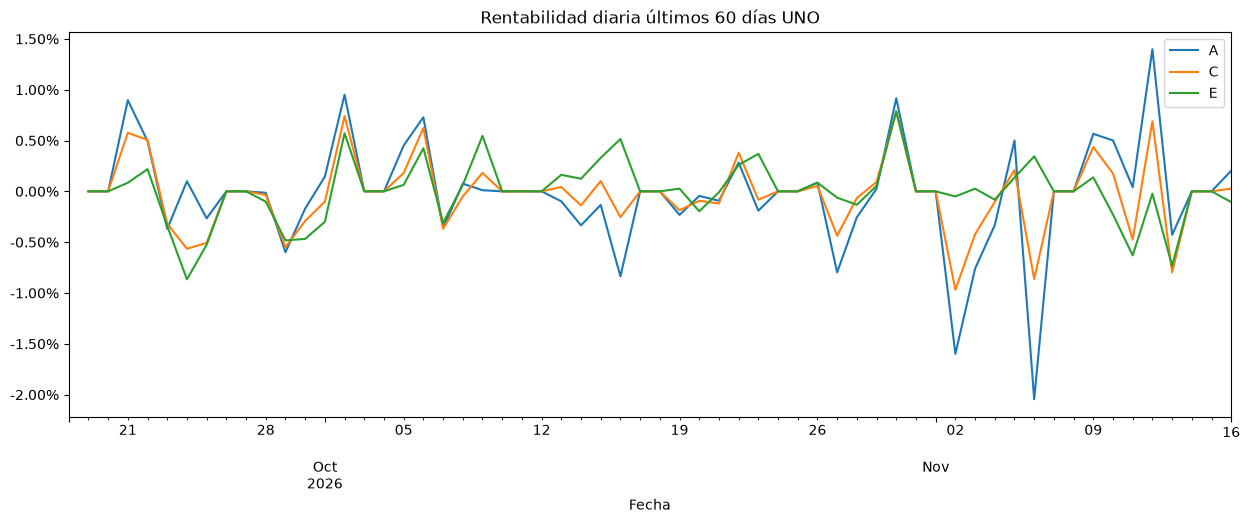 Rentabilidad diaria últimos 60 días UNO
A
C
E
1.50%
1.00%
0.50%
0.00%
-0.50%
-1.00%
-1.50%
-2.00%
21 28 05 12 19 26 02 09 16
Oct Nov
2026
Fecha